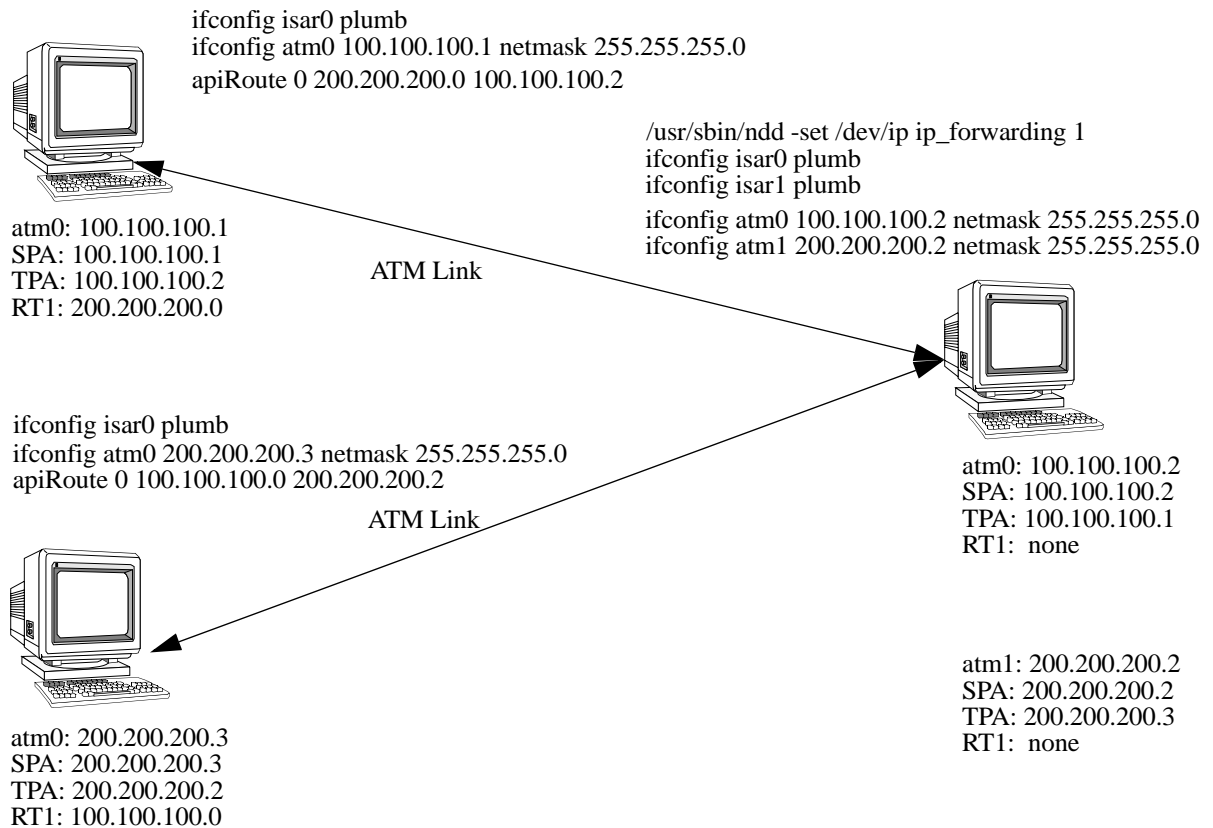 ifconfig isar0 plumb
ifconfig atm0 100.100.100.1 netmask 255.255.255.0
apiRoute 0 200.200.200.0 100.100.100.2
/usr/sbin/ndd -set /dev/ip ip_forwarding 1
ifconfig isar0 plumb
ifconfig isar1 plumb
ifconfig atm0 100.100.100.2 netmask 255.255.255.0
ifconfig atm1 200.200.200.2 netmask 255.255.255.0
atm0: 100.100.100.1
SPA: 100.100.100.1
TPA: 100.100.100.2
RT1: 200.200.200.0
ATM Link
ifconfig isar0 plumb
ifconfig atm0 200.200.200.3 netmask 255.255.255.0
apiRoute 0 100.100.100.0 200.200.200.2
ATM Link
atm0: 100.100.100.2
SPA: 100.100.100.2
TPA: 100.100.100.1
RT1:  none
atm1: 200.200.200.2
SPA: 200.200.200.2
TPA: 200.200.200.3
RT1:  none
atm0: 200.200.200.3
SPA: 200.200.200.3
TPA: 200.200.200.2
RT1: 100.100.100.0